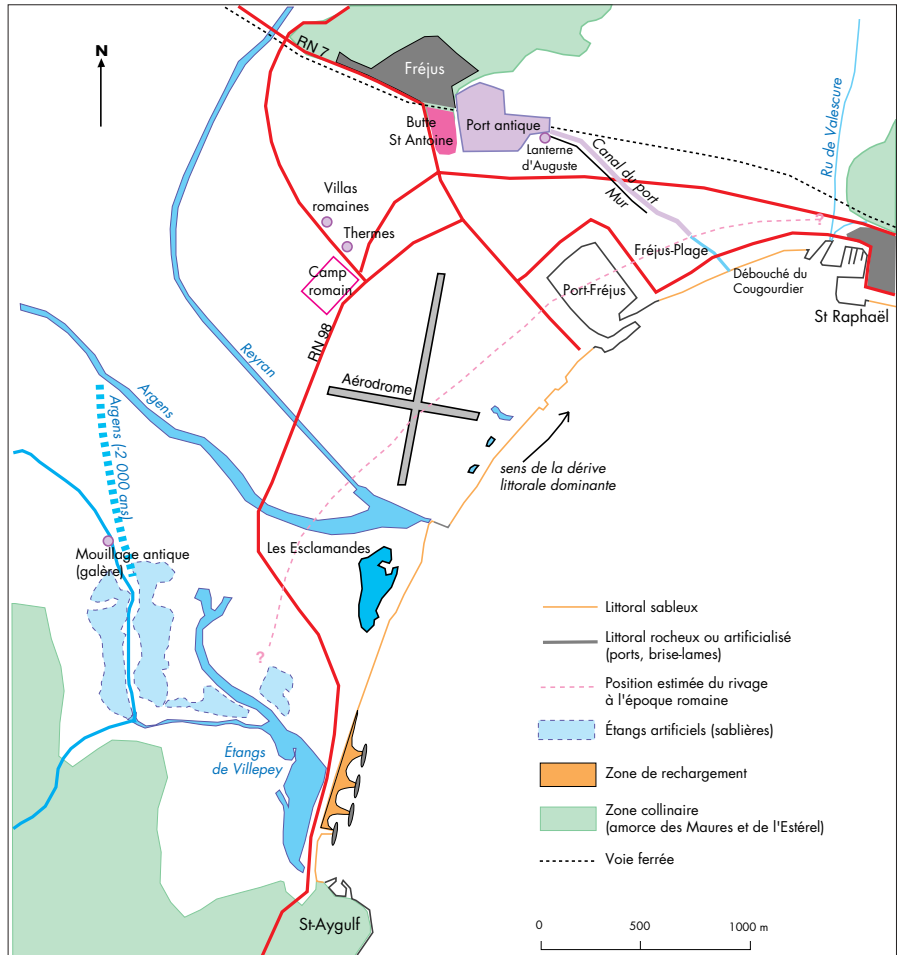 N
RN 7
Fréjus
Butte
St Antoine
Port antique
Lanterne
d'Auguste
Canal du port
Mur
Ru de Valescure
Villas
romaines
Thermes
Camp
romain
?
Fréjus-Plage
Port-Fréjus
Débouché du
Cougourdier
St Raphaël
RN 98
Reyran
Argens
Aérodrome
Argens (-2 000 ans)
sens de la dérive
littorale dominante
Mouillage antique
(galère)
Les Esclamandes
?
Étangs
de Villepey
St-Aygulf
Littoral sableux
Littoral rocheux ou artificialisé
(ports, brise-lames)
Position estimée du rivage
à l'époque romaine
Étangs artificiels (sablières)
Zone de rechargement
Zone collinaire
(amorce des Maures et de l'Estérel)
Voie ferrée
0 500 1000 m